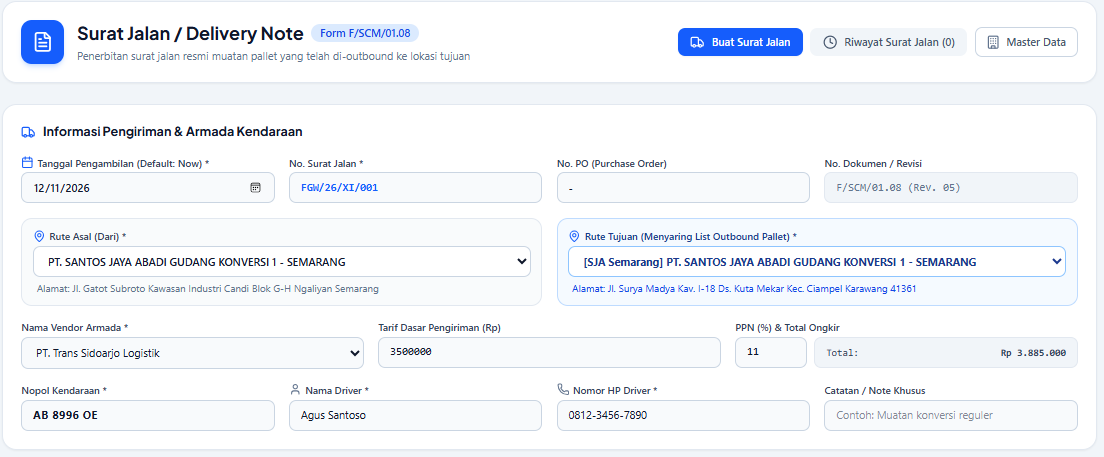 Surat Jalan / Delivery Note Form F/SCM/01.08
Penerbitan surat jalan resmi muatan pallet yang telah di-outbound ke lokasi tujuan
Buat Surat Jalan
Riwayat Surat Jalan (0)
Master Data
Informasi Pengiriman & Armada Kendaraan
Tanggal Pengambilan (Default: Now) *
12/11/2026
No. Surat Jalan *
FGW/26/XI/001
No. PO (Purchase Order)
-
No. Dokumen / Revisi
F/SCM/01.08 (Rev. 05)
Rute Asal (Dari) *
PT. SANTOS JAYA ABADI GUDANG KONVERSI 1 - SEMARANG
Alamat: Jl. Gatot Subroto Kawasan Industri Candi Blok G-H Ngaliyan Semarang
Rute Tujuan (Menyaring List Outbound Pallet) *
[SJA Semarang] PT. SANTOS JAYA ABADI GUDANG KONVERSI 1 - SEMARANG
Alamat: Jl. Surya Madya Kav. I-18 Ds. Kuta Mekar Kec. Ciampel Karawang 41361
Nama Vendor Armada *
PT. Trans Sidoarjo Logistik
Tarif Dasar Pengiriman (Rp)
3500000
PPN (%) & Total Ongkir
11
Total: Rp 3.885.000
Nopol Kendaraan *
AB 8996 OE
Nama Driver *
Agus Santoso
Nomor HP Driver *
0812-3456-7890
Catatan / Note Khusus
Contoh: Muatan konversi reguler